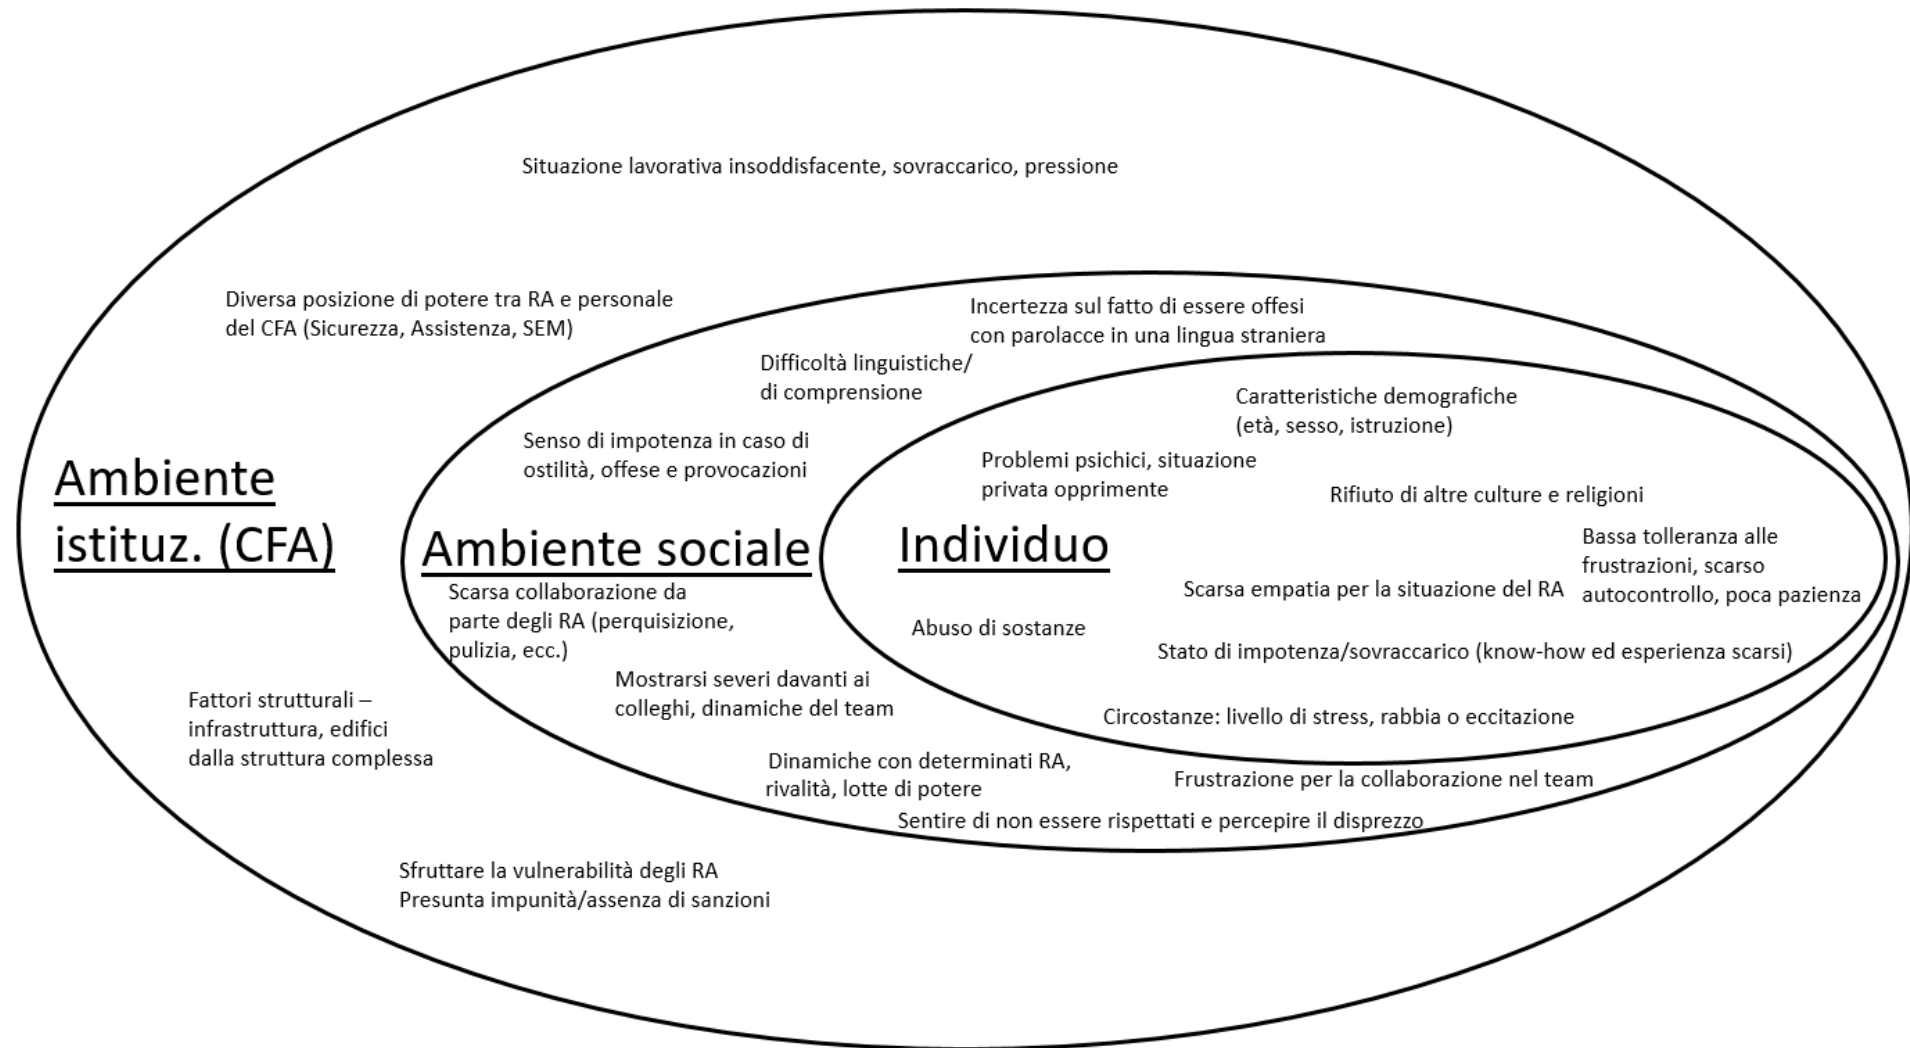 Situazione lavorativa insoddisfacente, sovraccarico, pressione
Diversa posizione di potere tra RA e personale
del CFA (Sicurezza, Assistenza, SEM)
Incertezza sul fatto di essere offesi
con parolacce in una lingua straniera
Difficoltà linguistiche/
di comprensione
Caratteristiche demografiche
(età, sesso, istruzione)
Senso di impotenza in caso di
ostilità, offese e provocazioni
Problemi psichici, situazione
privata opprimente
Rifiuto di altre culture e religioni
Ambiente
istituz. (CFA)
Ambiente sociale
Individuo
Bassa tolleranza alle
frustrazioni, scarso
autocontrollo, poca pazienza
Scarsa empatia per la situazione del RA
Scarsa collaborazione da
parte degli RA (perquisizione,
pulizia, ecc.)
Abuso di sostanze
Stato di impotenza/sovraccarico (know-how ed esperienza scarsi)
Mostrarsi severi davanti ai
colleghi, dinamiche del team
Fattori strutturali –
infrastruttura, edifici
dalla struttura complessa
Circostanze: livello di stress, rabbia o eccitazione
Dinamiche con determinati RA,
rivalità, lotte di potere
Frustrazione per la collaborazione nel team
Sentire di non essere rispettati e percepire il disprezzo
Sfruttare la vulnerabilità degli RA
Presunta impunità/assenza di sanzioni